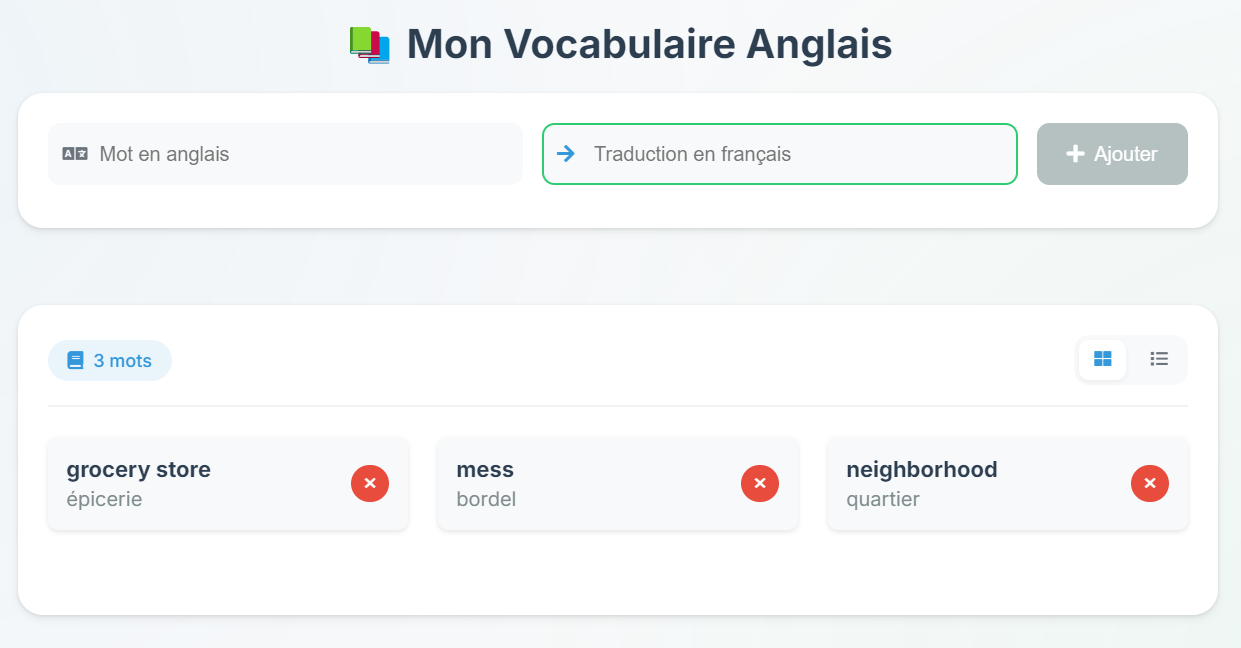 Mon Vocabulaire Anglais
Mot en anglais
Traduction en français
Ajouter
3 mots
grocery store
épicerie
mess
bordel
neighborhood
quartier